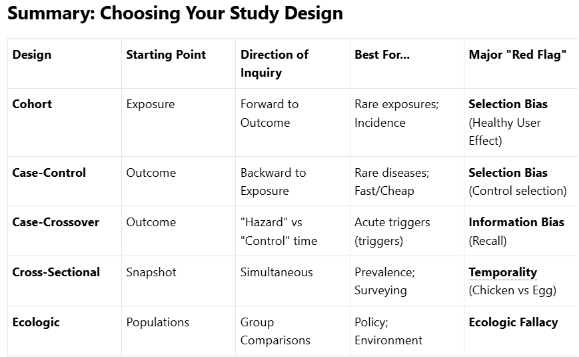 Summary: Choosing Your Study Design
Design Starting Point Direction of Best For... Major "Red Flag"
Inquiry
Cohort Exposure Forward to Rare exposures; Selection Bias
Outcome Incidence (Healthy User
Effect)
Case-Control Outcome Backward to Rare diseases; Selection Bias
Exposure Fast/Cheap (Control selection)
Case-Crossover Outcome "Hazard" vs Acute triggers Information Bias
"Control" time (triggers) (Recall)
Cross-Sectional Snapshot Simultaneous Prevalence; Temporality
Surveying (Chicken vs Egg)
Ecologic Populations Group Policy; Ecologic Fallacy
Comparisons Environment